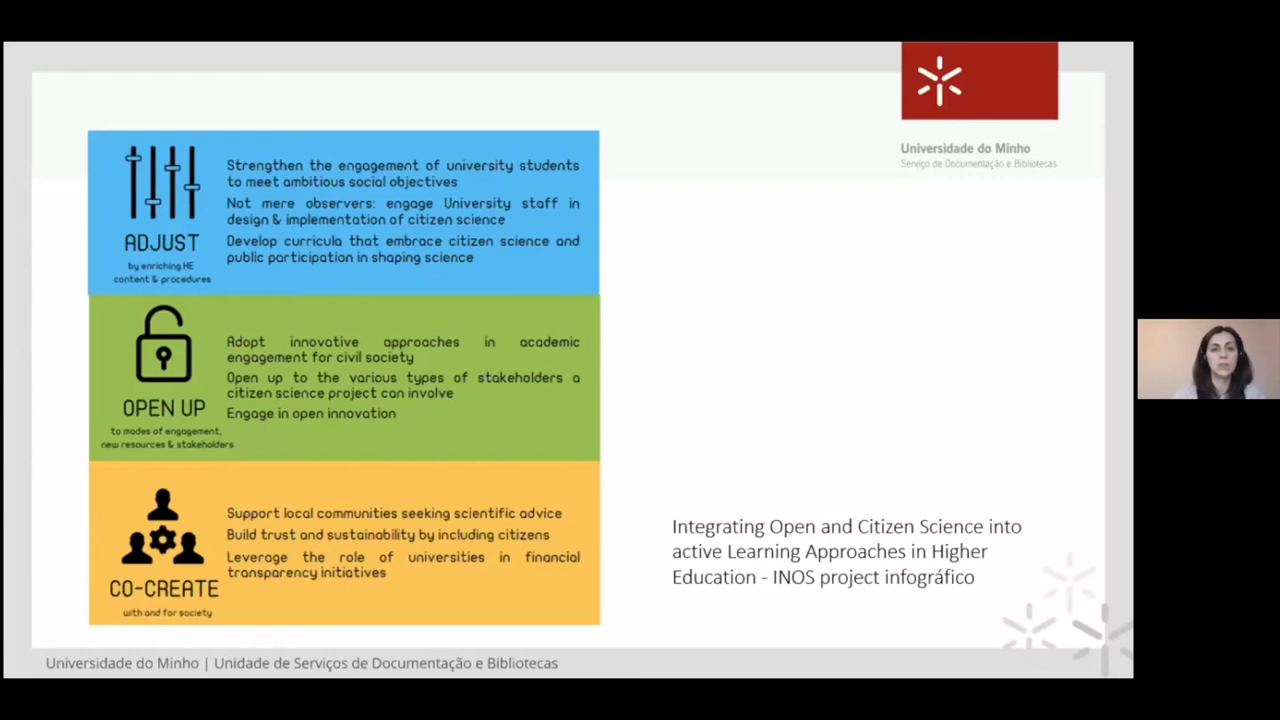 Universidade do Minho
Serviço de Documentação e Bibliotecas
Strengthen the engagement of university students
to meet ambitious social objectives
Not mere observers: engage University staff in
design & implementation of citizen science
Develop curricula that embrace citizen science and
public participation in shaping science
ADJUST
by enriching HE
content & procedures
Adopt innovative approaches in academic
engagement for civil society
Open up to the various types of stakeholders a
citizen science project can involve
Engage in open innovation
OPEN UP
to modes of engagement,
new resources & stakeholders
Support local communities seeking scientific advice
Build trust and sustainability by including citizens
Leverage the role of universities in financial
transparency initiatives
CO-CREATE
with and for society
Integrating Open and Citizen Science into
active Learning Approaches in Higher
Education - INOS project infográfico
Universidade do Minho | Unidade de Serviços de Documentação e Bibliotecas